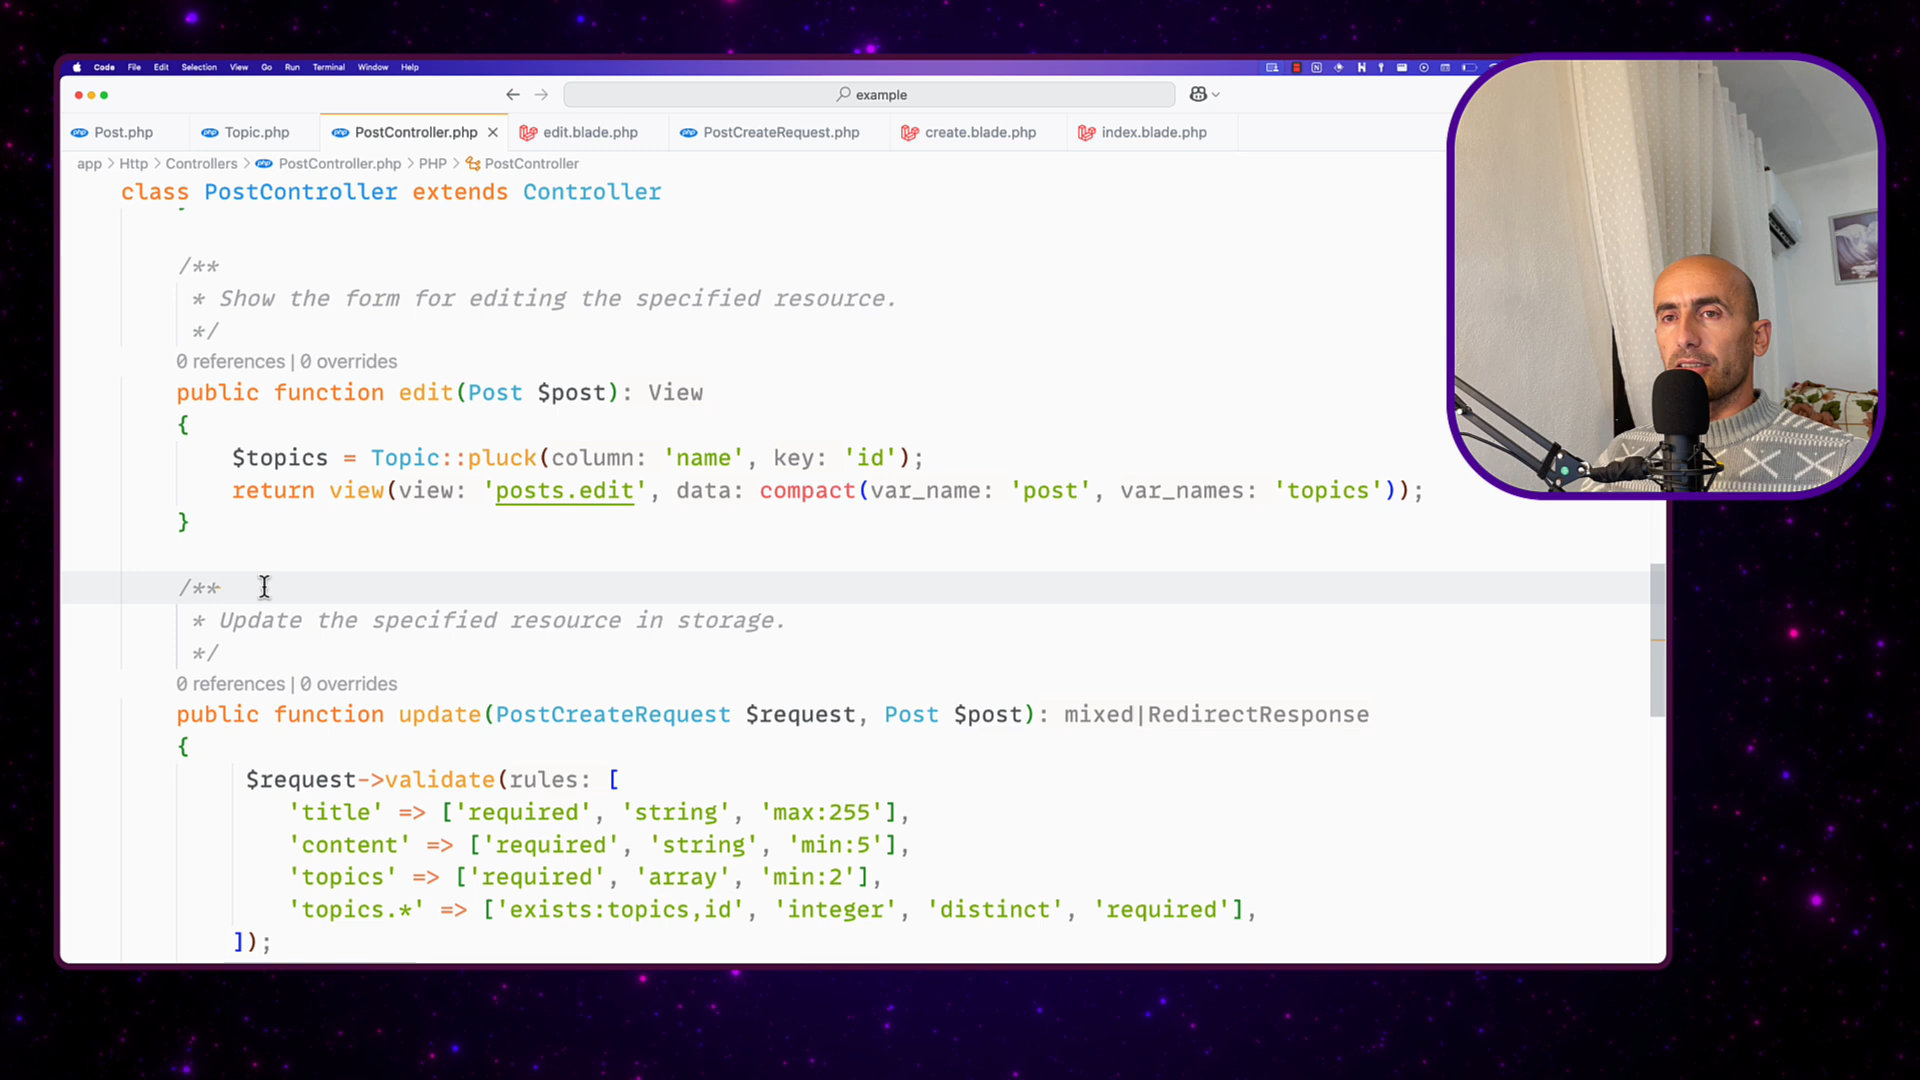 Code File Edit Selection View Go Run Terminal Window Help
example
Post.php Topic.php PostController.php edit.blade.php PostCreateRequest.php create.blade.php index.blade.php
app > Http > Controllers > PostController.php > PHP > PostController
class PostController extends Controller
/**
* Show the form for editing the specified resource.
*/
0 references | 0 overrides
public function edit(Post $post): View
{
$topics = Topic::pluck(column: 'name', key: 'id');
return view(view: 'posts.edit', data: compact(var_name: 'post', var_names: 'topics'));
}
/**
* Update the specified resource in storage.
*/
0 references | 0 overrides
public function update(PostCreateRequest $request, Post $post): mixed|RedirectResponse
{
$request->validate(rules: [
'title' => ['required', 'string', 'max:255'],
'content' => ['required', 'string', 'min:5'],
'topics' => ['required', 'array', 'min:2'],
'topics.*' => ['exists:topics,id', 'integer', 'distinct', 'required'],
]);